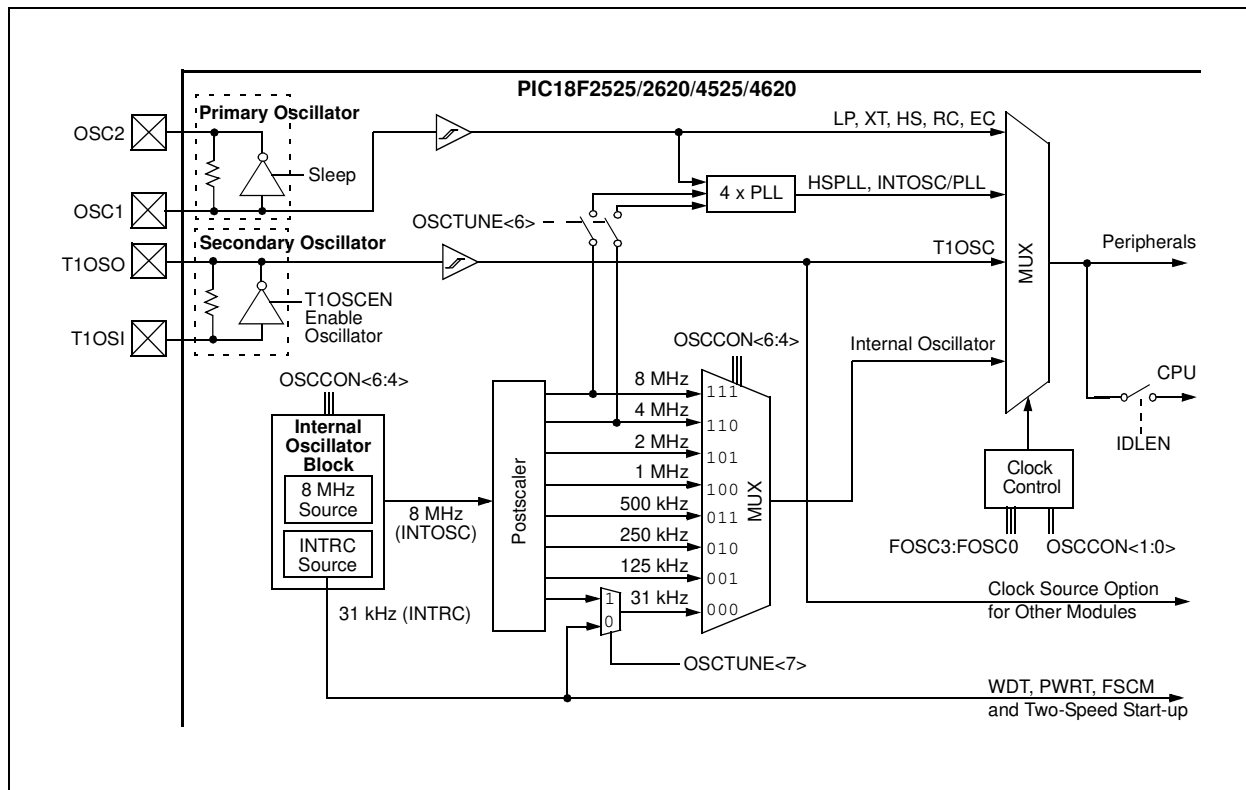 PIC18F2525/2620/4525/4620
Primary Oscillator
OSC2
Sleep
OSC1
LP, XT, HS, RC, EC
4 x PLL
HSPLL, INTOSC/PLL
OSCTUNE<6>
Secondary Oscillator
T1OSO
T1OSCEN
Enable
Oscillator
T1OSI
T1OSC
MUX
Peripherals
Internal Oscillator
CPU
IDLEN
Clock
Control
FOSC3:FOSC0
OSCCON<1:0>
OSCCON<6:4>
Internal
Oscillator
Block
8 MHz
Source
INTRC
Source
8 MHz
(INTOSC)
31 kHz (INTRC)
Postscaler
OSCCON<6:4>
8 MHz
111
4 MHz
110
2 MHz
101
1 MHz
100
500 kHz
011
250 kHz
010
125 kHz
001
1
0
31 kHz
000
MUX
OSCTUNE<7>
Clock Source Option
for Other Modules
WDT, PWRT, FSCM
and Two-Speed Start-up